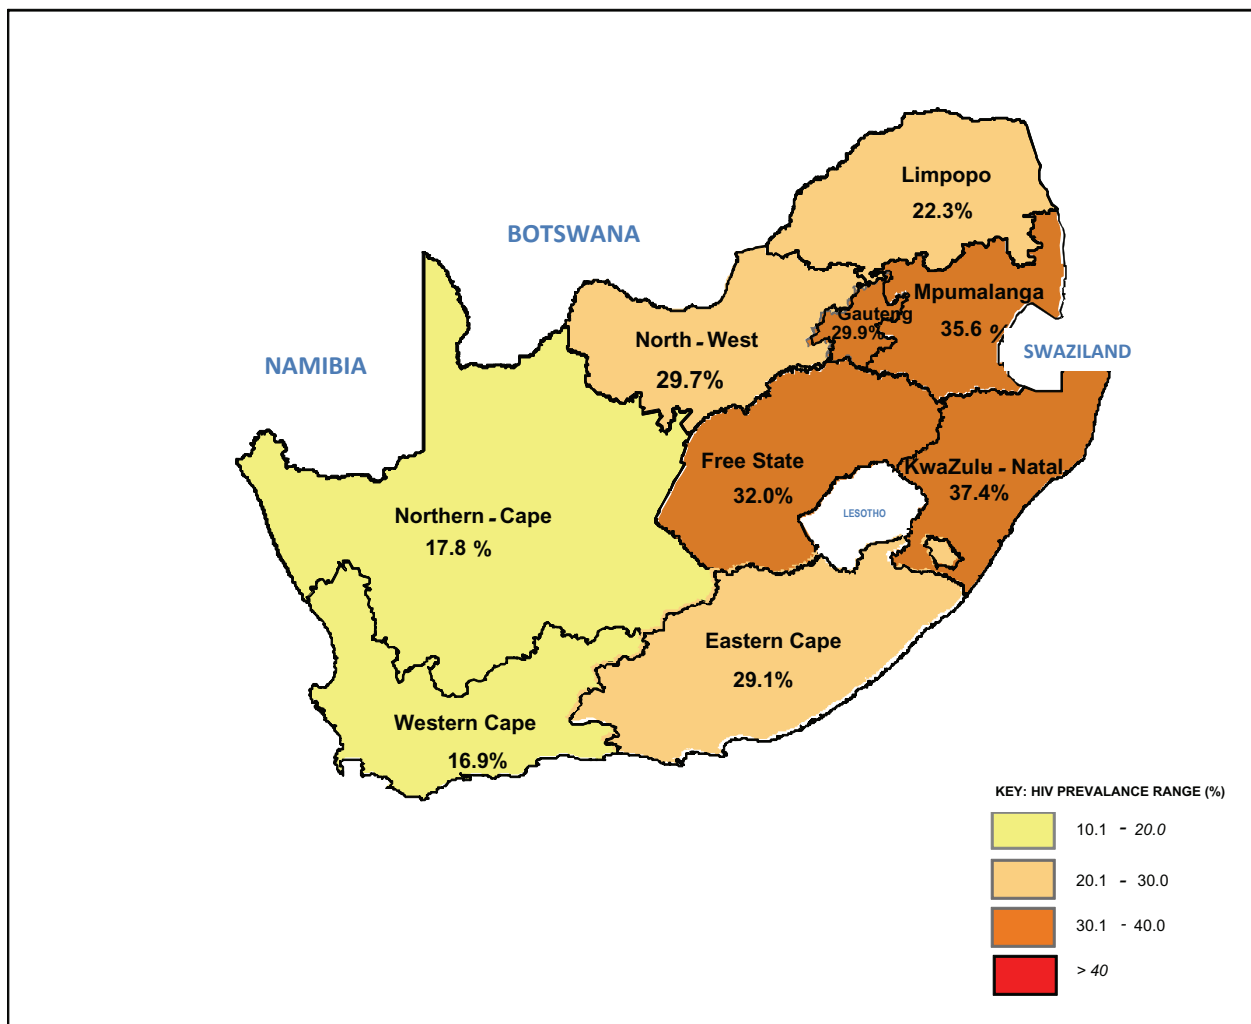 Limpopo
22.3%
BOTSWANA
Mpumalanga
35.6 %
Gauteng
29.9%
North - West
29.7%
SWAZILAND
NAMIBIA
Free State
32.0%
KwaZulu - Natal
37.4%
LESOTHO
Northern - Cape
17.8 %
Eastern Cape
29.1%
Western Cape
16.9%
KEY: HIV PREVALANCE RANGE (%)
10.1 - 20.0
20.1 - 30.0
30.1 - 40.0
> 40